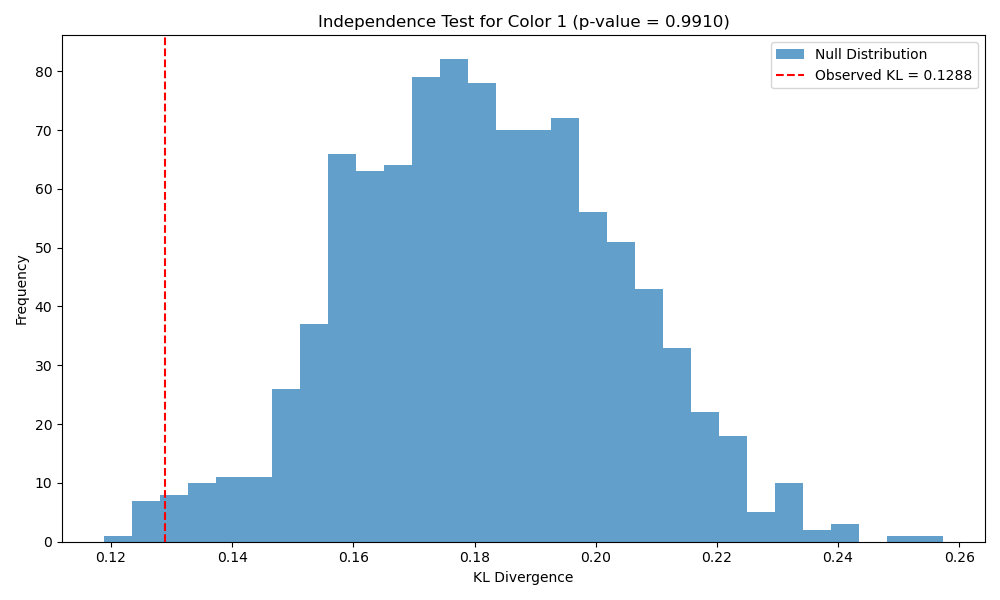 Independence Test for Color 1 (p-value = 0.9910)
Null Distribution
Observed KL = 0.1288
80
70
60
50
40
30
20
10
0
Frequency
0.12 0.14 0.16 0.18 0.20 0.22 0.24 0.26
KL Divergence